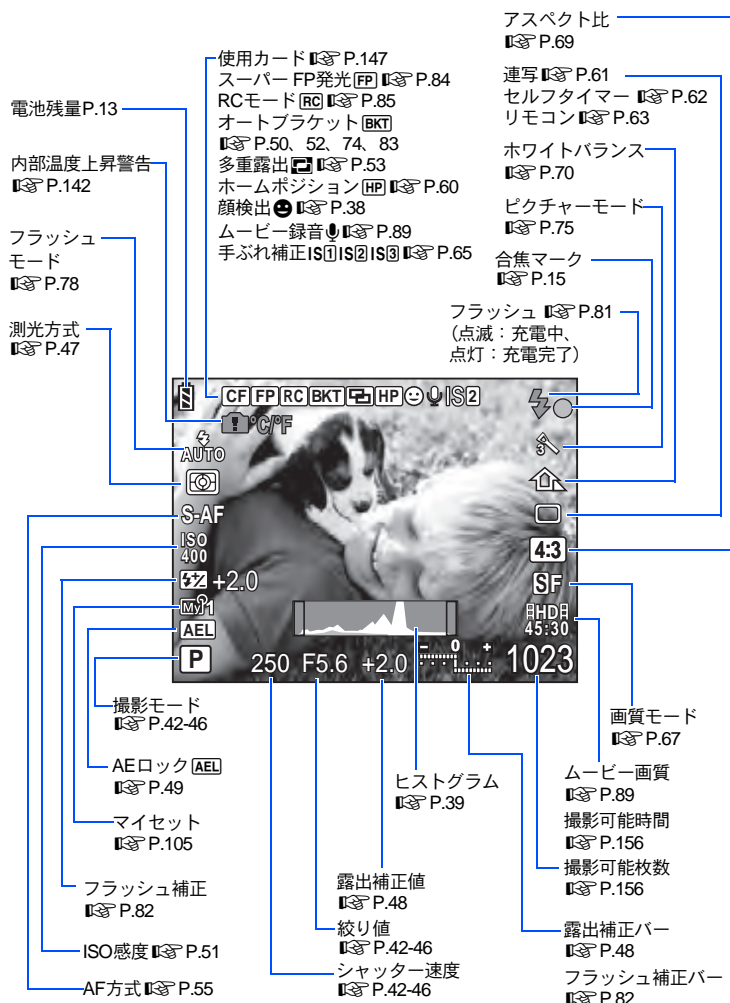 アスペクト比
☞ P.69
使用カード☞ P.147
スーパー FP発光 FP ☞ P.84
RCモード RC ☞ P.85
オートブラケット BKT
☞ P.50、52、74、83
多重露出 ☞ P.53
ホームポジション HP ☞ P.60
顔検出 ☞ P.38
ムービー録音 ☞ P.89
手ぶれ補正 IS1 IS2 IS3 ☞ P.65
連写☞ P.61
セルフタイマー ☞ P.62
リモコン☞ P.63
電池残量P.13
内部温度上昇警告
☞ P.142
ホワイトバランス
☞ P.70
ピクチャーモード
☞ P.75
フラッシュ
モード
☞ P.78
合焦マーク
☞ P.15
フラッシュ ☞ P.81
(点滅：充電中、
点灯：充電完了)
測光方式
☞ P.47
CF FP RC BKT HP IS2
°C/°F
AUTO
S-AF
ISO
400
+2.0
My1
AEL
P
4:3
SF
HD
45:30
250 F5.6 +2.0
− 0 +
1023
撮影モード
☞ P.42-46
AEロック AEL
☞ P.49
マイセット
☞ P.105
フラッシュ補正
☞ P.82
ISO感度 ☞ P.51
AF方式 ☞ P.55
ヒストグラム
☞ P.39
露出補正値
☞ P.48
絞り値
☞ P.42-46
シャッター速度
☞ P.42-46
画質モード
☞ P.67
ムービー画質
☞ P.89
撮影可能時間
☞ P.156
撮影可能枚数
☞ P.156
露出補正バー
☞ P.48
フラッシュ補正バー
☞ P.82